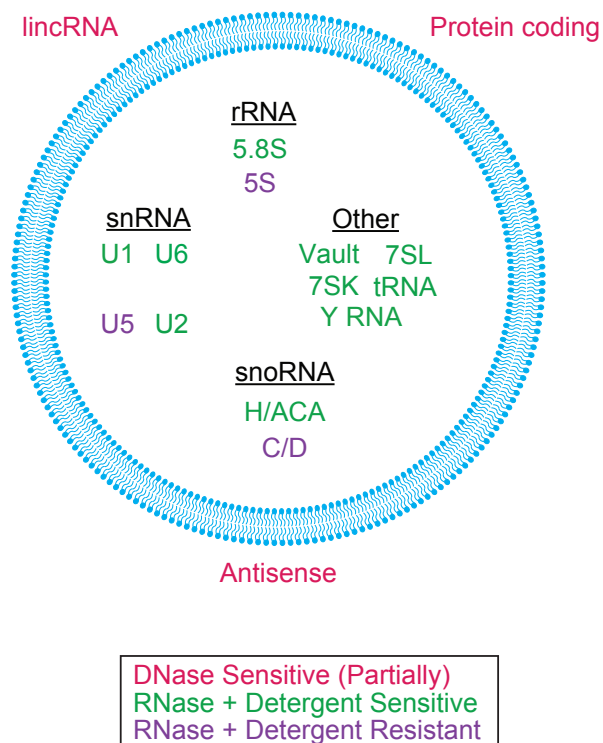 lincRNA
Protein coding
rRNA
5.8S
5S
snRNA
U1 U6
U5 U2
Other
Vault 7SL
7SK tRNA
Y RNA
snoRNA
H/ACA
C/D
Antisense
DNase Sensitive (Partially)
RNase + Detergent Sensitive
RNase + Detergent Resistant